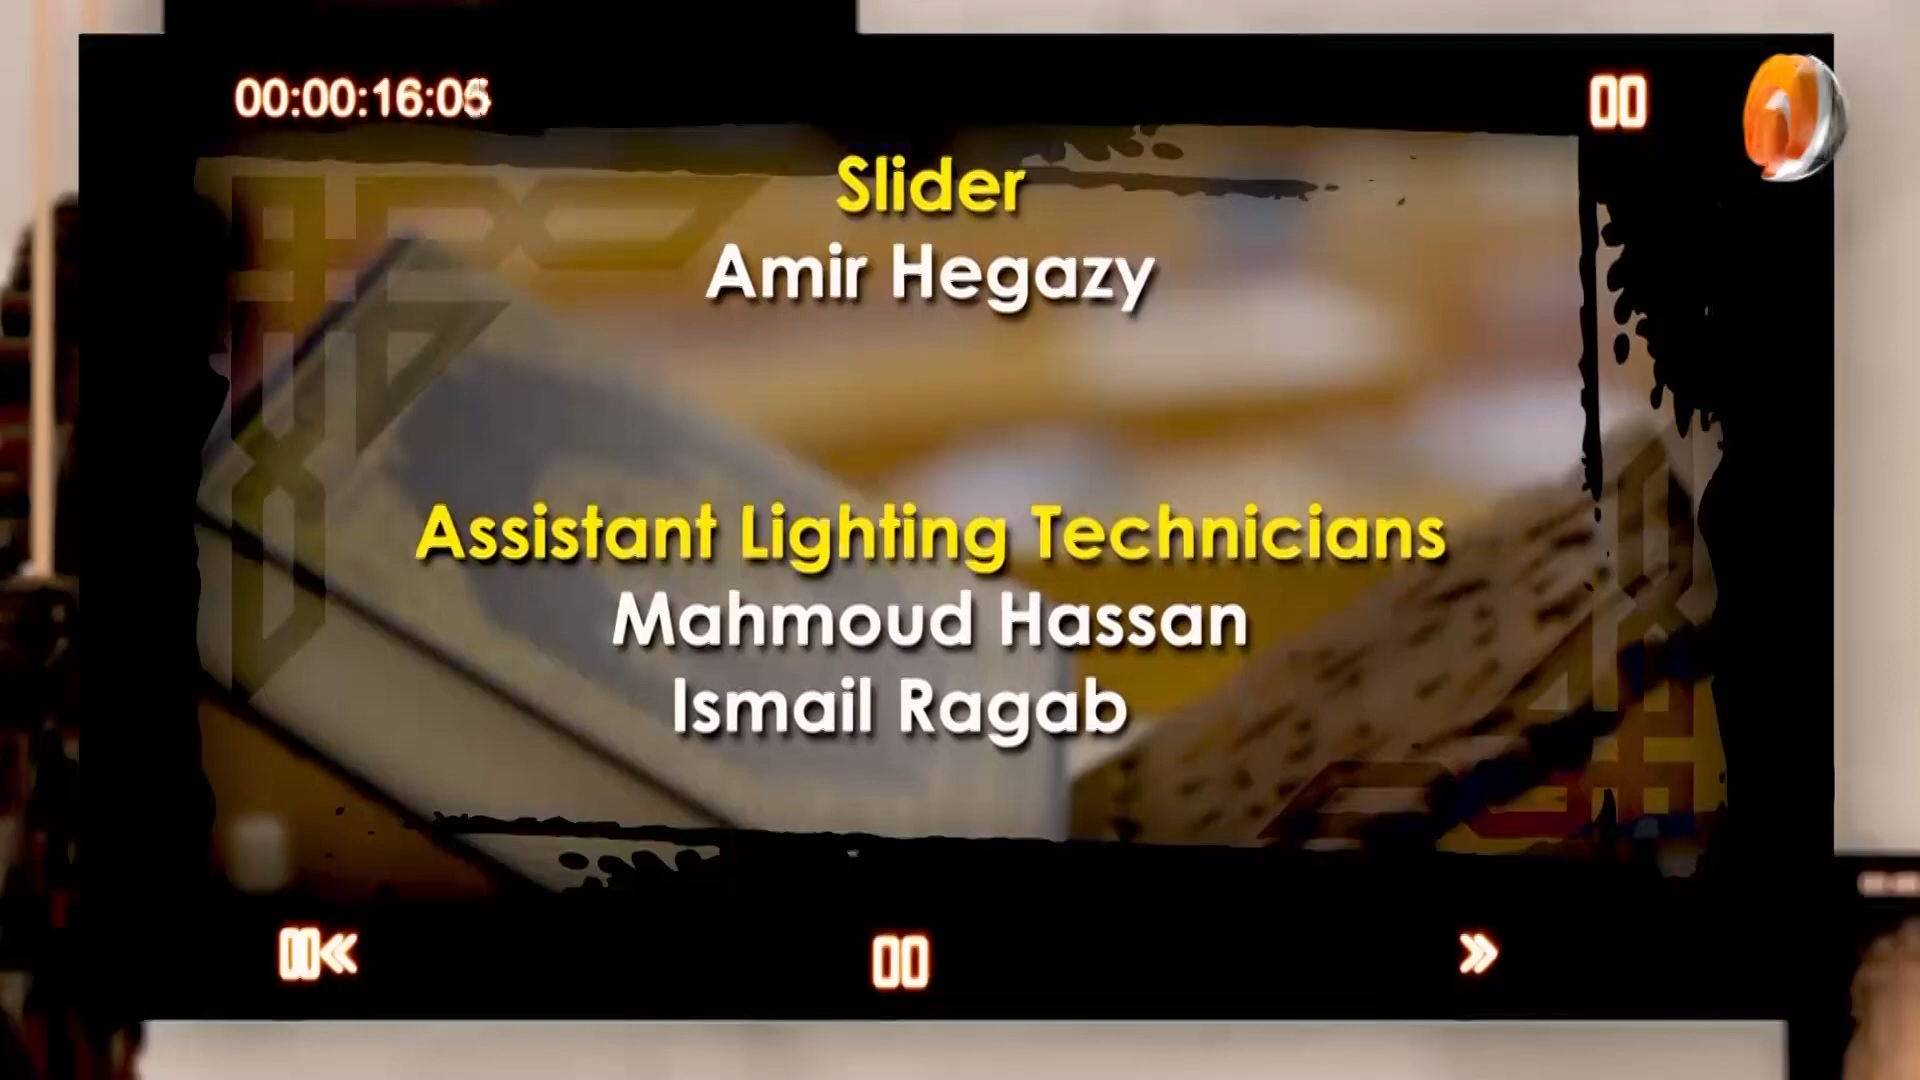 00:00:16:05
Slider
Amir Hegazy
Assistant Lighting Technicians
Mahmoud Hassan
Ismail Ragab